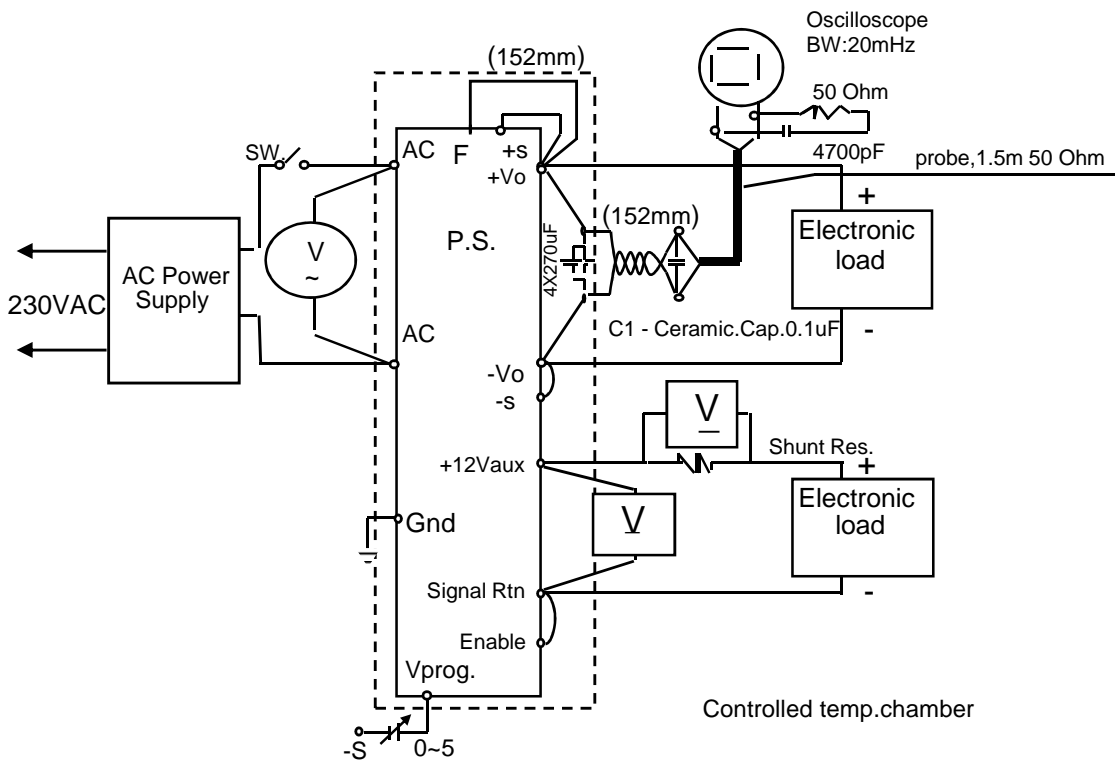 Oscilloscope
BW:20mHz
(152mm)
50 Ohm
SW.
AC
F
+s
4700pF
+Vo
probe,1.5m 50 Ohm
+
(152mm)
Electronic
load
V
~
P.S.
4X270uF
AC Power
Supply
230VAC
AC
C1 - Ceramic.Cap.0.1uF
-
-Vo
-s
V
Shunt Res.
+12Vaux
+
Electronic
load
V
Gnd
Signal Rtn
-
Enable
Vprog.
Controlled temp.chamber
-S
0~5